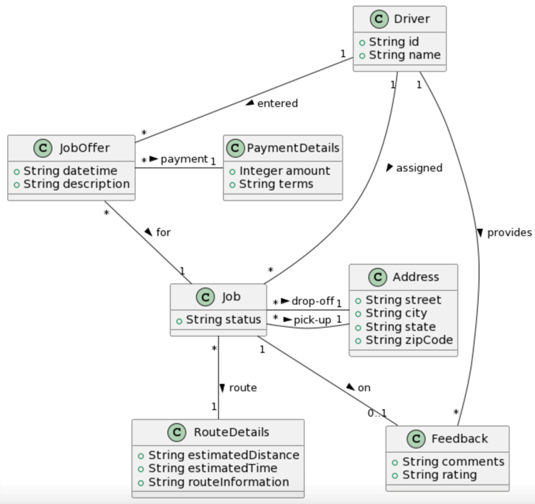 C Driver
String id
String name
1
1
1
entered
*
C JobOffer
String datetime
String description
* payment 1
C PaymentDetails
Integer amount
String terms
assigned
provides
*
for
1
*
C Job
String status
* drop-off 1
* pick-up 1
C Address
String street
String city
String state
String zipCode
*
1
route
on
1
0..1
*
C RouteDetails
String estimatedDistance
String estimatedTime
String routeInformation
C Feedback
String comments
String rating